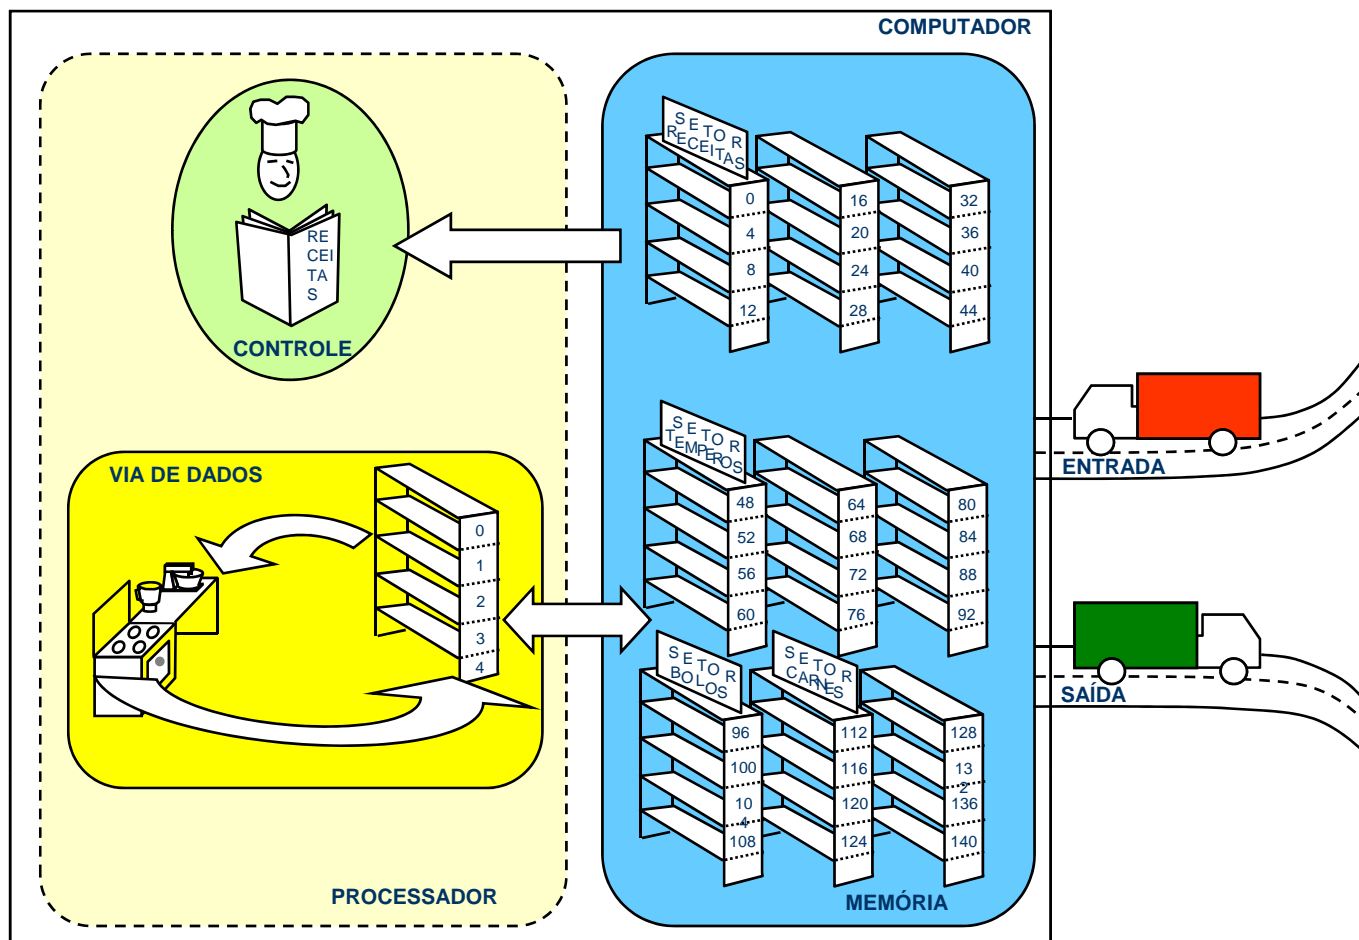 COMPUTADOR
SETOR
RECEITAS
0
4
8
12
16
20
24
28
32
36
40
44
RE
CEI
TA
S
CONTROLE
VIA DE DADOS
0
1
2
3
4
SETOR
TEMPEROS
48
52
56
60
64
68
72
76
80
84
88
92
SETOR
BOLOS
96
100
10
4
108
SETOR
CARNES
112
116
120
124
128
13
2
136
140
ENTRADA
SAÍDA
PROCESSADOR
MEMÓRIA